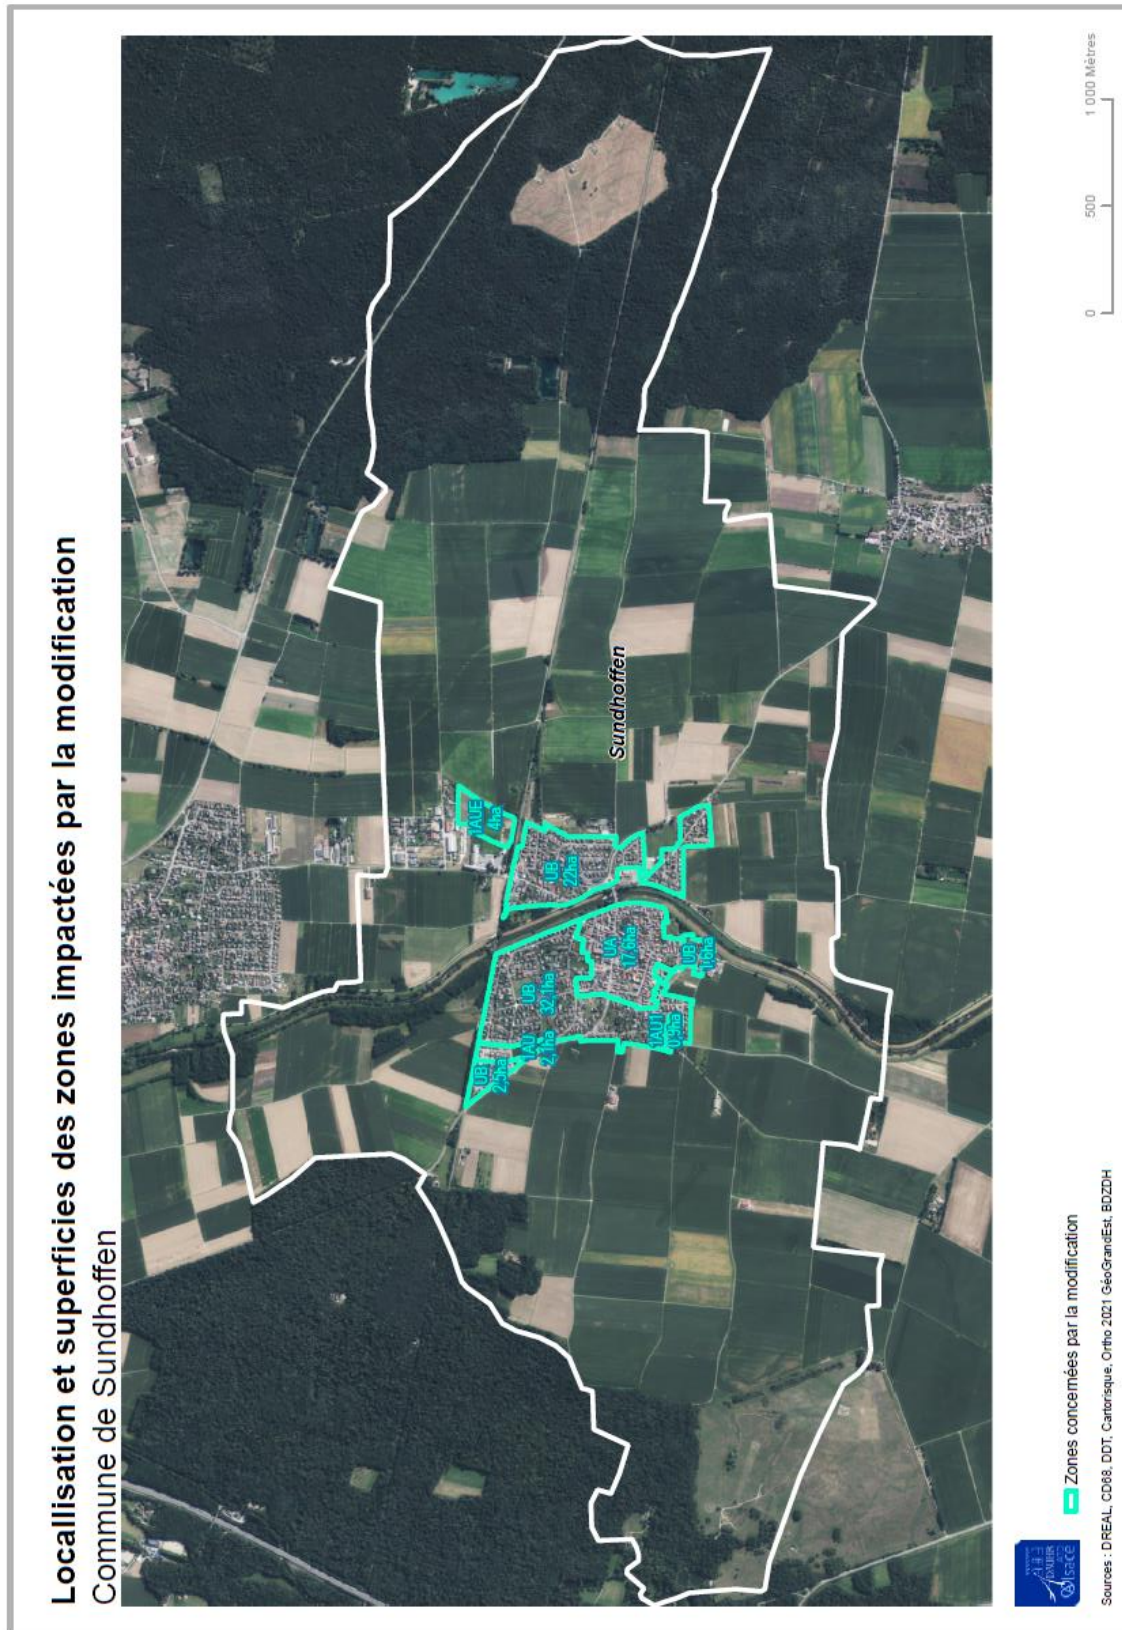 Locallisation et superficies des zones impactées par la modification
Commune de Sundhoffen
UB
2,5ha
1AU
2,1ha
UB
32,1ha
UA
17,6ha
1AU1
0,9ha
UB
1,6ha
UB
22ha
1AUE
4ha
Sundhoffen
Zones concernées par la modification
0
500
1 000 Mètres
Alsace
Sources : DREAL, CD68, DDT, Cartorisque, Ortho 2021 GéoGrandEst, BDZDH